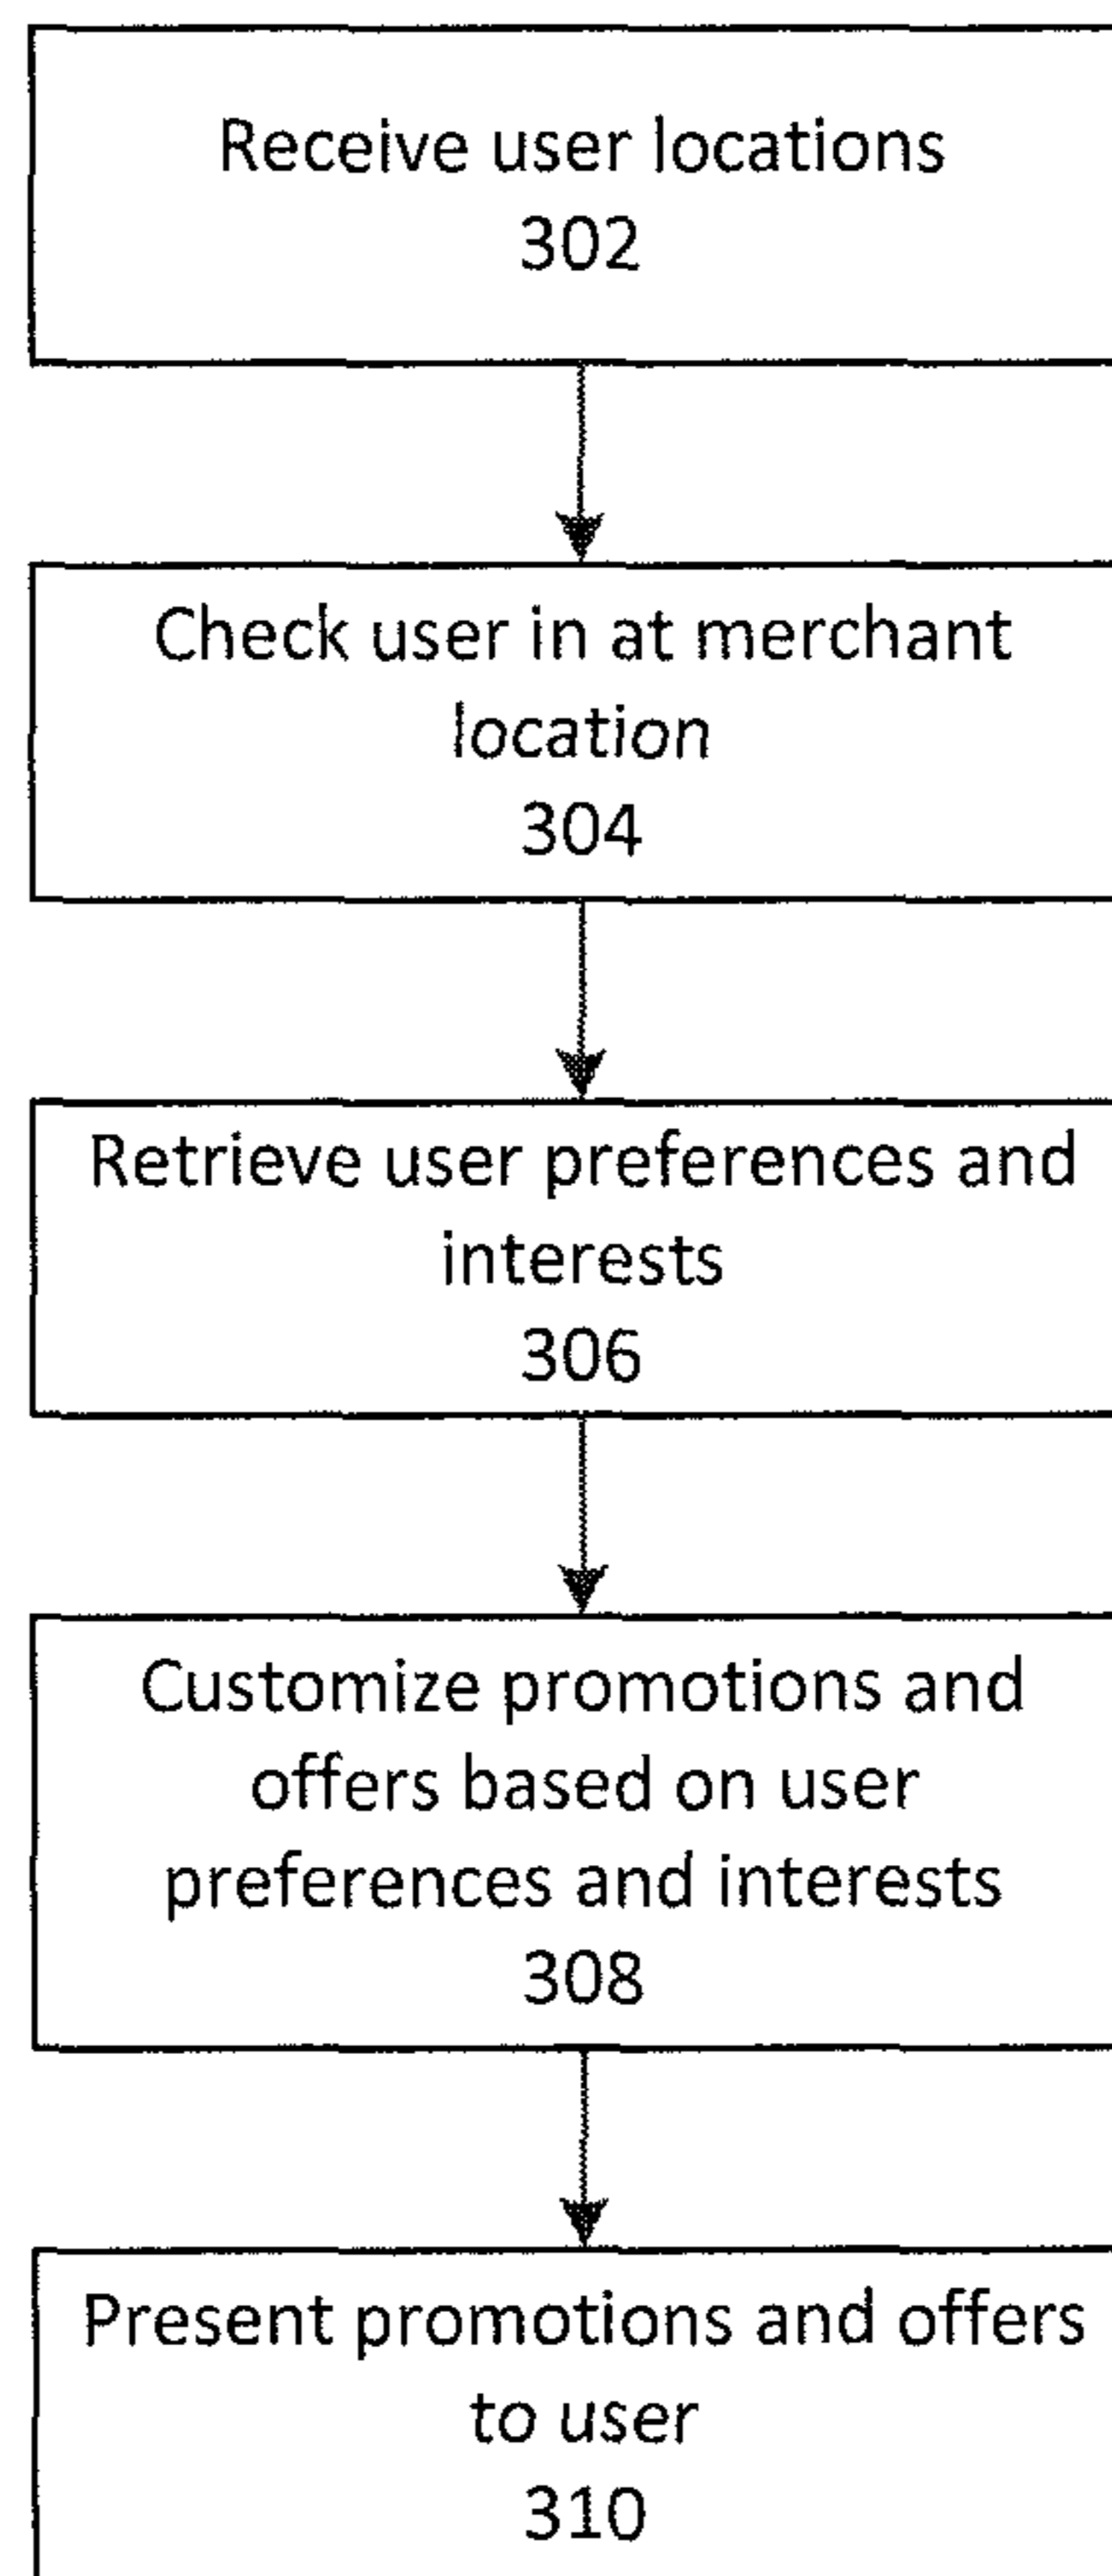 Receive user locations
302
Check user in at merchant
location
304
Retrieve user preferences and
interests
306
Customize promotions and
offers based on user
preferences and interests
308
Present promotions and offers
to user
310